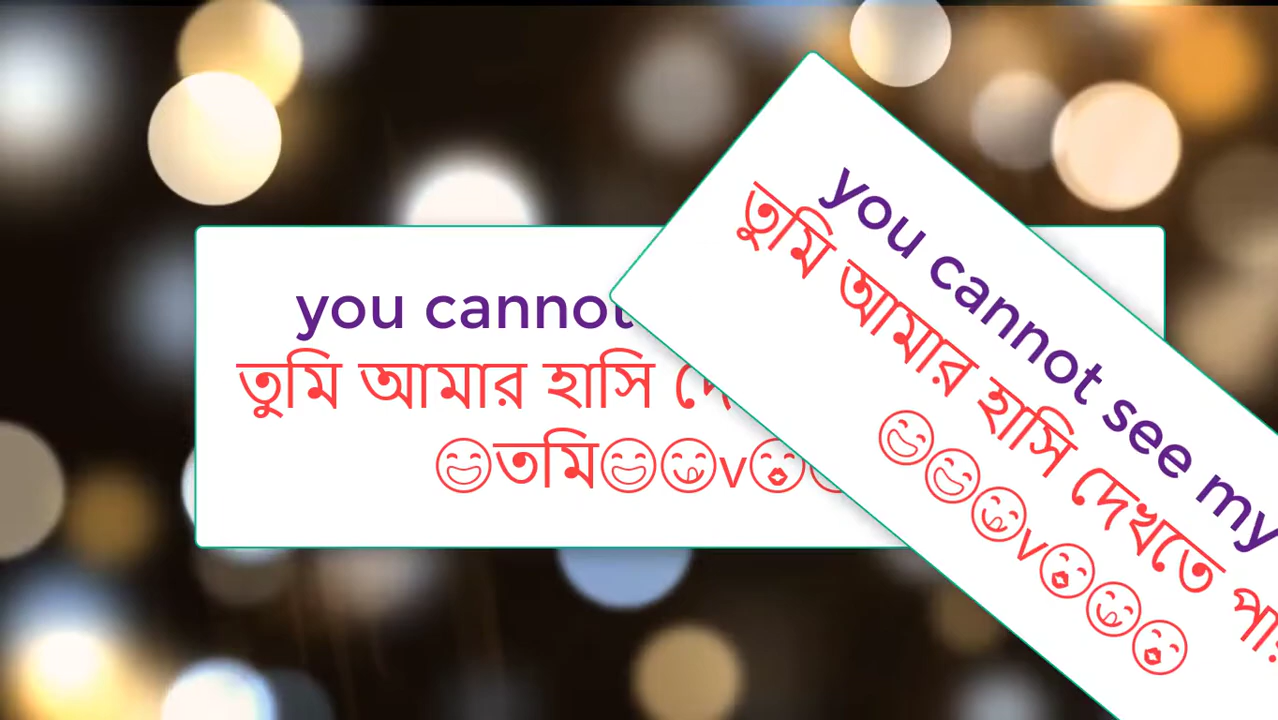 you cannot
তুমি আমার হাসি
😄তমি😄😋v😗
you cannot see my
তুমি আমার হাসি দেখতে
😄😄😋v😗😋😗